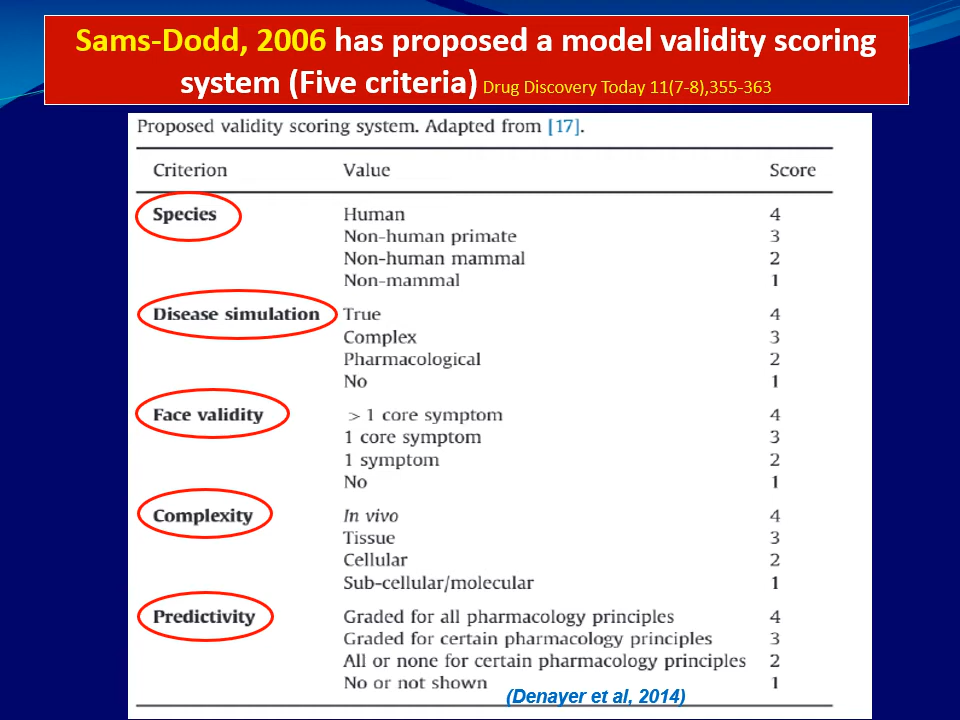 Sams-Dodd, 2006 has proposed a model validity scoring
system (Five criteria) Drug Discovery Today 11(7-8),355-363
Proposed validity scoring system. Adapted from [17].
Criterion Value Score
Species Human 4
Non-human primate 3
Non-human mammal 2
Non-mammal 1
Disease simulation True 4
Complex 3
Pharmacological 2
No 1
Face validity > 1 core symptom 4
1 core symptom 3
1 symptom 2
No 1
Complexity In vivo 4
Tissue 3
Cellular 2
Sub-cellular/molecular 1
Predictivity Graded for all pharmacology principles 4
Graded for certain pharmacology principles 3
All or none for certain pharmacology principles 2
No or not shown 1
(Denayer et al, 2014)